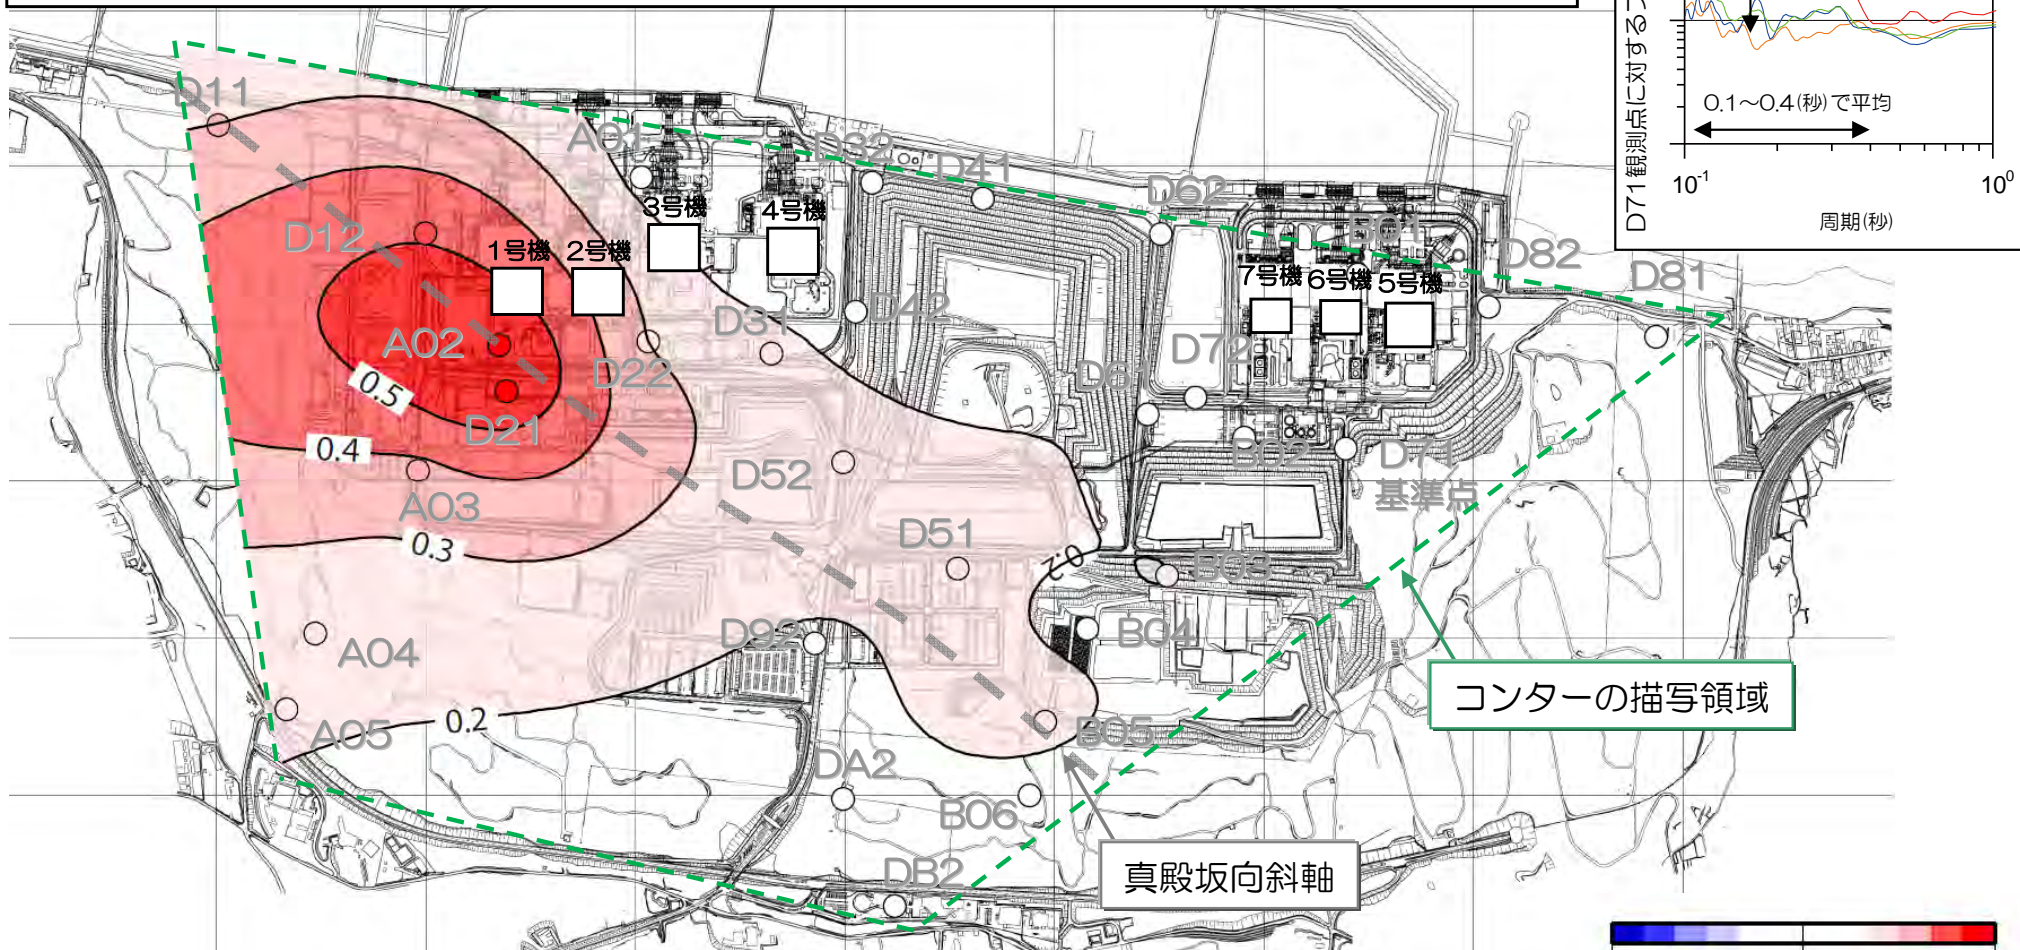 D71観測点に対する
0.1～0.4(秒)で平均
10-1
100
周期(秒)
D11
A01
D32
D41
D62
B01
D82
D81
3号機
4号機
D12
1号機
2号機
7号機
6号機
5号機
A02
D31
D42
D72
D22
D61
0.5
D21
0.4
D52
B02
D71
基準点
A03
0.3
D51
0.2
B03
D92
B04
A04
コンターの描写領域
0.2
A05
B05
DA2
B06
真殿坂向斜軸
DB2